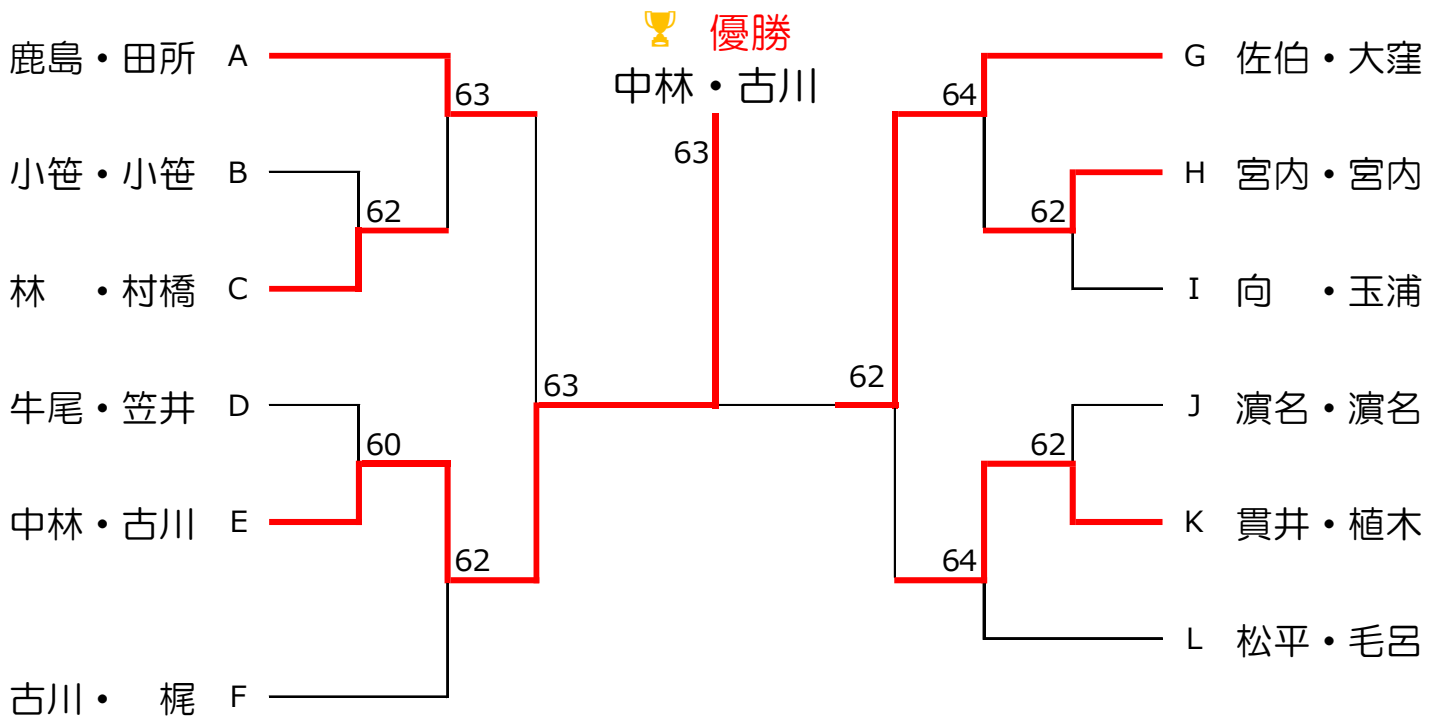 優勝
中林・古川
63
鹿島・田所 A
63
小笹・小笹 B
62
林　・村橋 C
63
牛尾・笠井 D
60
中林・古川 E
62
古川・　梶 F
G 佐伯・大窪
64
H 宮内・宮内
62
I 向　・玉浦
62
J 濵名・濵名
62
K 貫井・植木
64
L 松平・毛呂